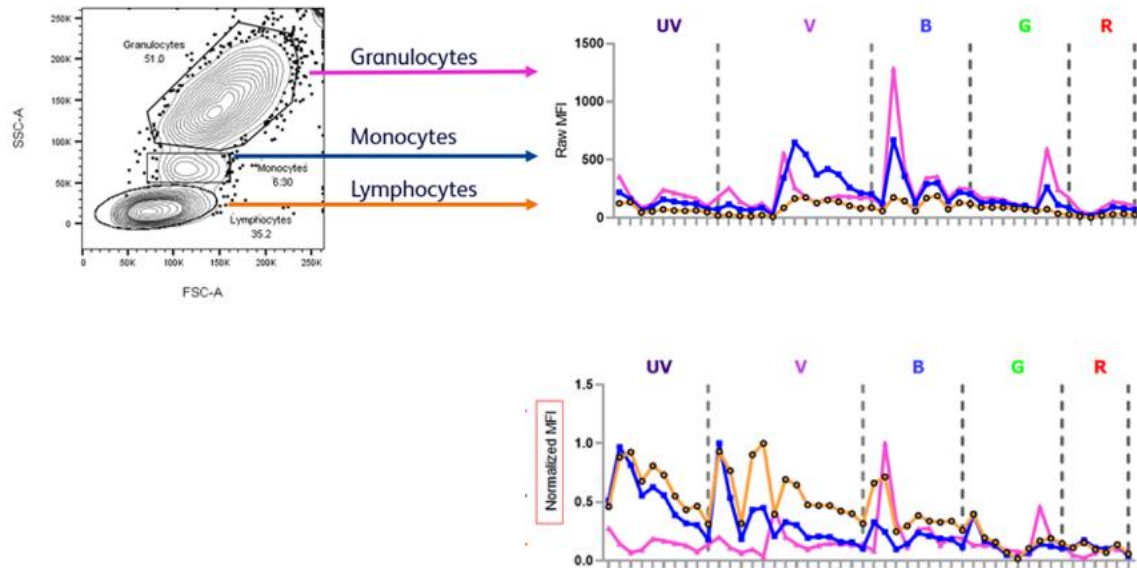 250K
200K
150K
100K
50K
0
SSC-A
Granulocytes
51.0
Monocytes
6.30
Lymphocytes
35.2
0 50K 100K 150K 200K 250K
FSC-A
Granulocytes
Monocytes
Lymphocytes
UV V B G R
Raw MFI
1500
1000
500
0
UV V B G R
Normalized MFI
1.5
1.0
0.5
0.0